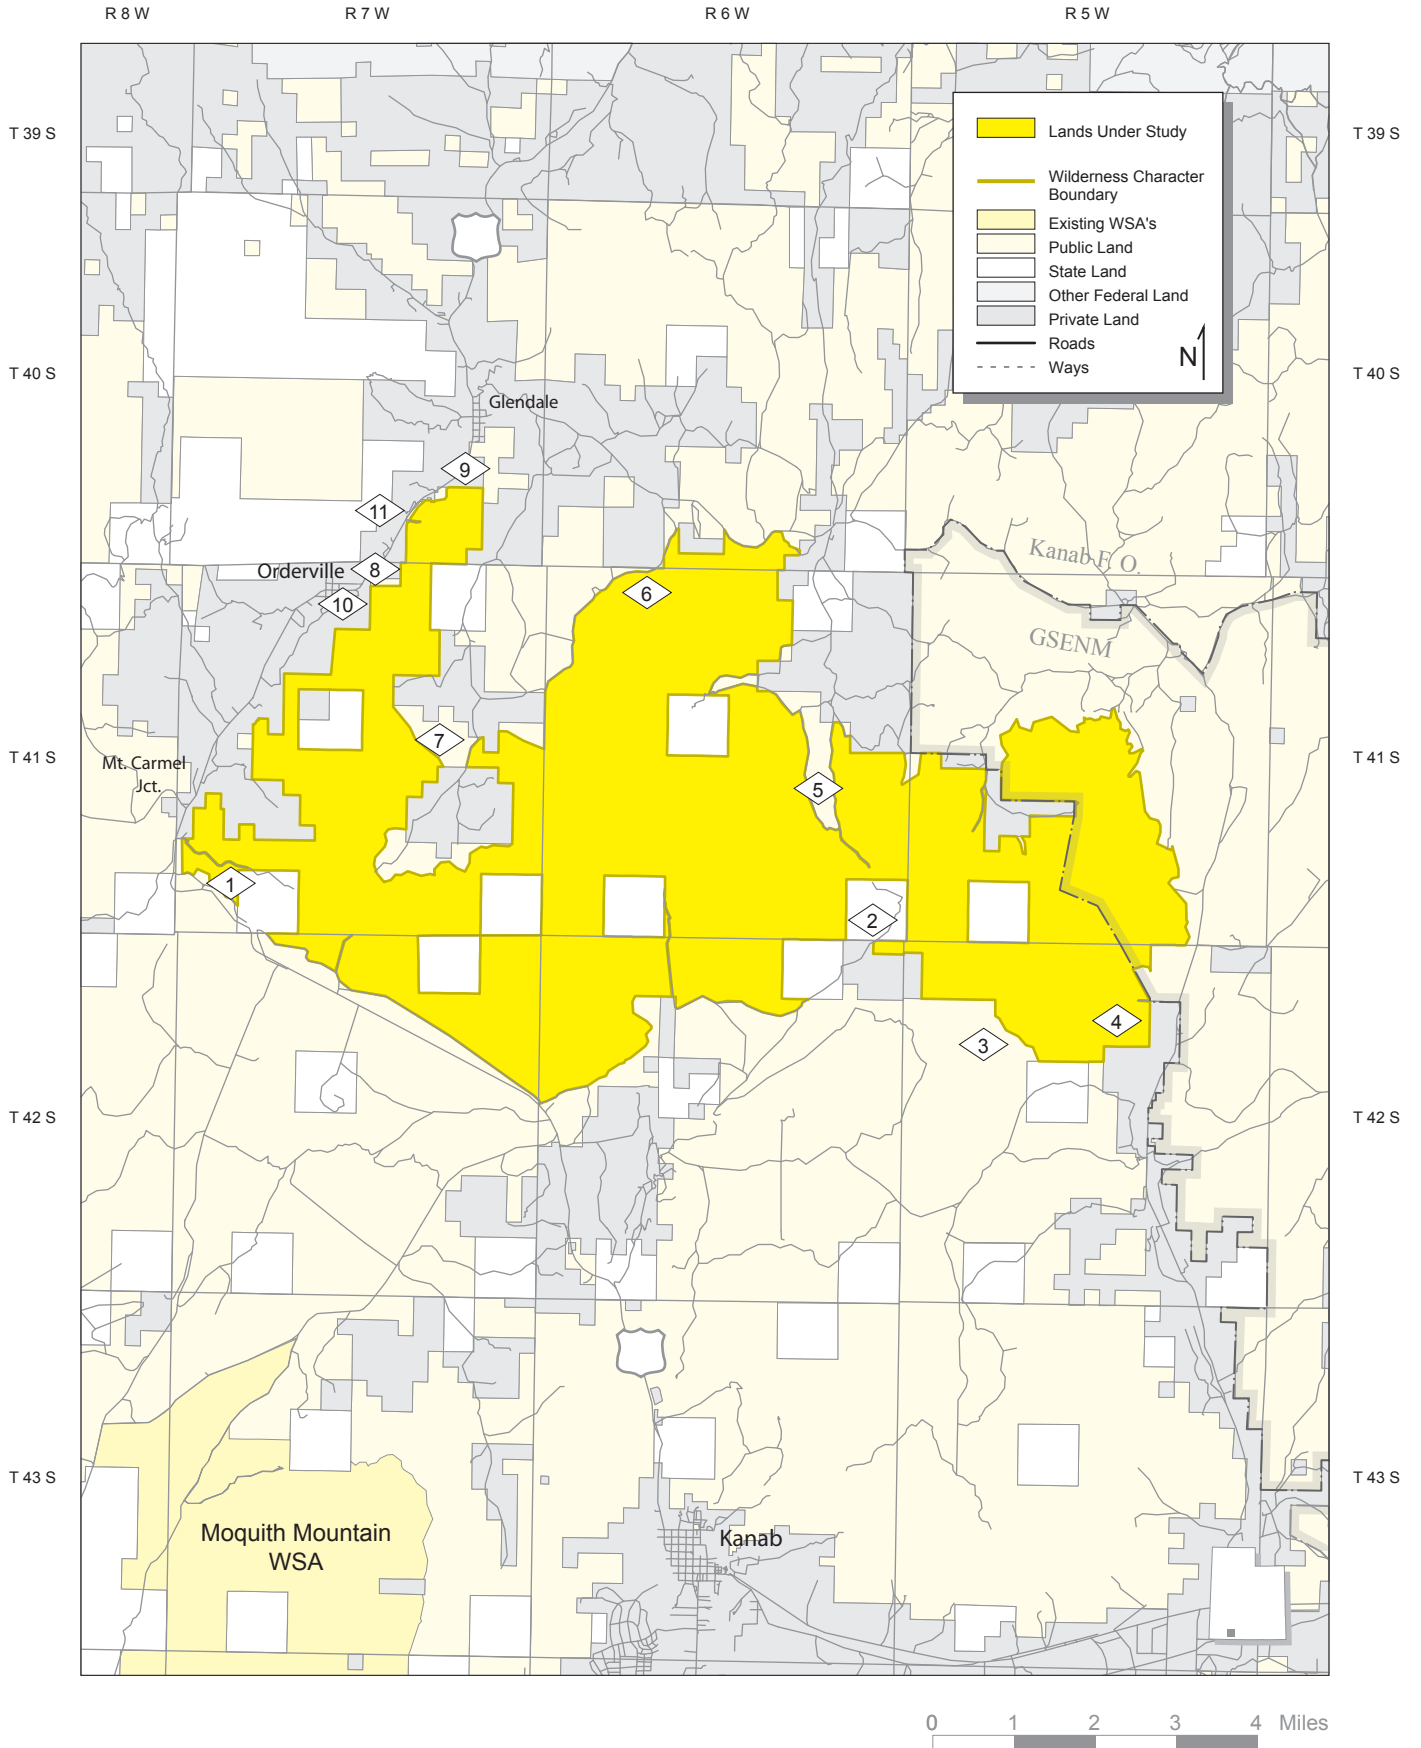 R 8 W
R 7 W
R 6 W
R 5 W
T 39 S
T 39 S
Lands Under Study
Wilderness Character
Boundary
Existing WSA's
Public Land
State Land
Other Federal Land
Private Land
Roads
Ways
N
T 40 S
T 40 S
Glendale
9
11
Orderville
8
10
6
Kanab F. O.
GSENM
7
T 41 S
T 41 S
Mt. Carmel
Jct.
5
1
2
4
3
T 42 S
T 42 S
T 43 S
T 43 S
Moquith Mountain
WSA
Kanab
0 1 2 3 4 Miles